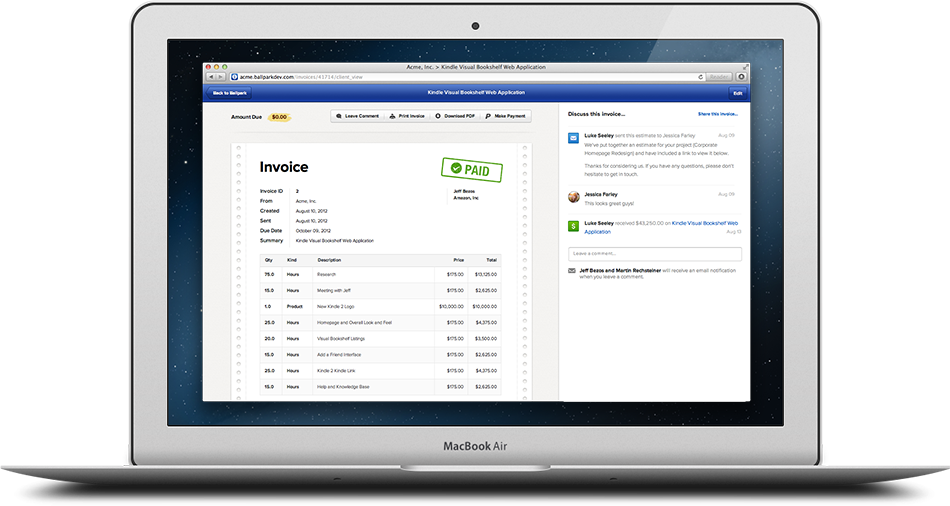 Acme, Inc. > Kindle Visual Bookshelf Web Application
acme.ballparkdev.com/invoices/41714/client_view
Reader
Back to Ballpark
Kindle Visual Bookshelf Web Application
Edit
Amount Due $0.00
Leave Comment Print Invoice Download PDF Make Payment
Invoice
PAID
Invoice ID 2
From Acme, Inc.
Created August 10, 2012
Sent August 10, 2012
Due Date October 09, 2012
Summary Kindle Visual Bookshelf Web Application
Jeff Bezos
Amazon, Inc
Qty Kind Description Price Total
75.0 Hours Research $175.00 $13,125.00
15.0 Hours Meeting with Jeff $175.00 $2,625.00
1.0 Product New Kindle 2 Logo $10,000.00 $10,000.00
25.0 Hours Homepage and Overall Look and Feel $175.00 $4,375.00
20.0 Hours Visual Bookshelf Listings $175.00 $3,500.00
15.0 Hours Add a Friend Interface $175.00 $2,625.00
25.0 Hours Kindle 2 Kindle Link $175.00 $4,375.00
15.0 Hours Help and Knowledge Base $175.00 $2,625.00
Discuss this invoice...
Share this invoice...
Luke Seeley sent this estimate to Jessica Farley Aug 09
We've put together an estimate for your project (Corporate
Homepage Redesign) and have included a link to view it below.
Thanks for considering us. If you have any questions, please don't
hesitate to get in touch.
Jessica Farley Aug 09
This looks great guys!
Luke Seeley received $43,250.00 on Kindle Visual Bookshelf Web
Application Aug 10
Leave a comment...
Jeff Bezos and Martin Rechsteiner will receive an email notification
when you leave a comment.
MacBook Air